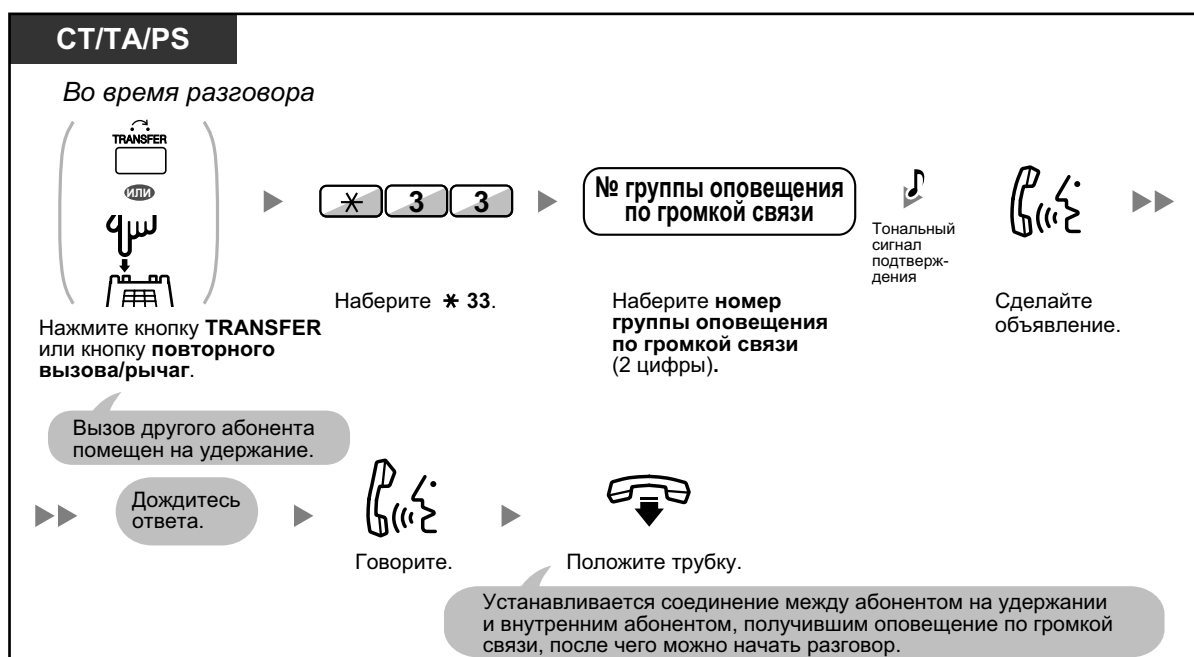 CT/TA/PS
Во время разговора
TRANSFER
или
✳ 3 3
№ группы оповещения
по громкой связи
Тональный
сигнал
подтверж-
дения
Нажмите кнопку TRANSFER
или кнопку повторного
вызова/рычаг.
Наберите ✳ 33.
Наберите номер
группы оповещения
по громкой связи
(2 цифры).
Сделайте
объявление.
Вызов другого абонента
помещен на удержание.
Дождитесь
ответа.
Говорите.
Положите трубку.
Устанавливается соединение между абонентом на удержании
и внутренним абонентом, получившим оповещение по громкой
связи, после чего можно начать разговор.